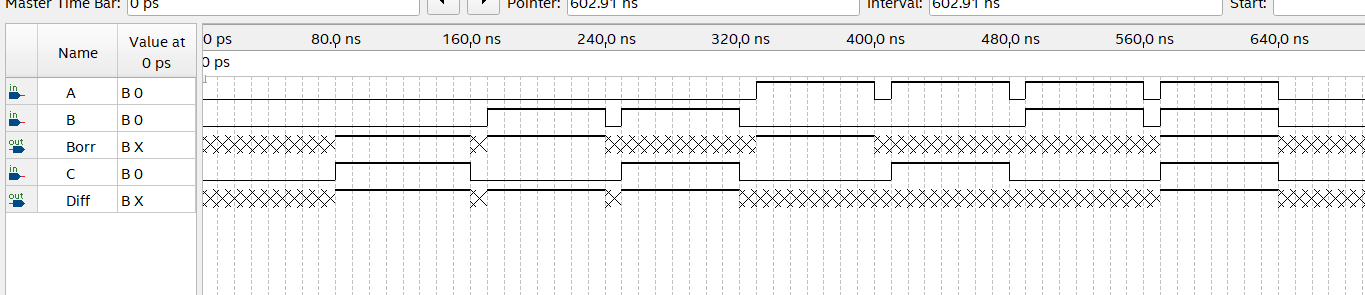 Master Time Bar: 0 ps Pointer: 602.91 ns Interval: 602.91 ns Start:
Name Value at 0 ps
0 ps 80.0 ns 160.0 ns 240.0 ns 320.0 ns 400.0 ns 480.0 ns 560.0 ns 640.0 ns
0 ps
in A B 0
in B B 0
out Borr B X
in C B 0
out Diff B X